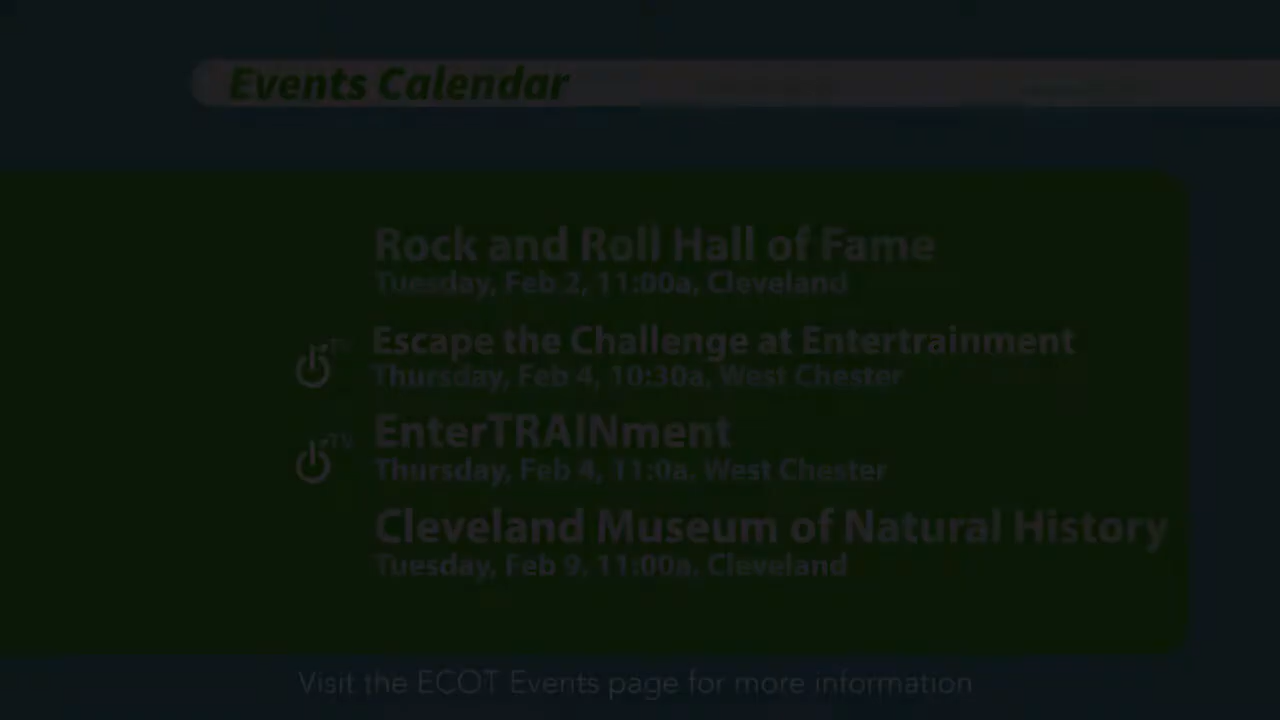 Events Calendar
Rock and Roll Hall of Fame
Tuesday, Feb 2, 11:00a, Cleveland
Escape the Challenge at Entertrainment
Thursday, Feb 4, 10:30a, West Chester
TV
EnterTRAINment
Thursday, Feb 4, 11:0a, West Chester
TV
Cleveland Museum of Natural History
Tuesday, Feb 9, 11:00a, Cleveland
Visit the ECOT Events page for more information